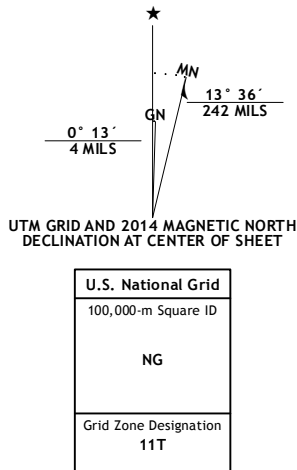 ★
MN
GN
13° 36´
242 MILS
0° 13´
4 MILS
UTM GRID AND 2014 MAGNETIC NORTH
DECLINATION AT CENTER OF SHEET
U.S. National Grid
100,000-m Square ID
NG
Grid Zone Designation
11T